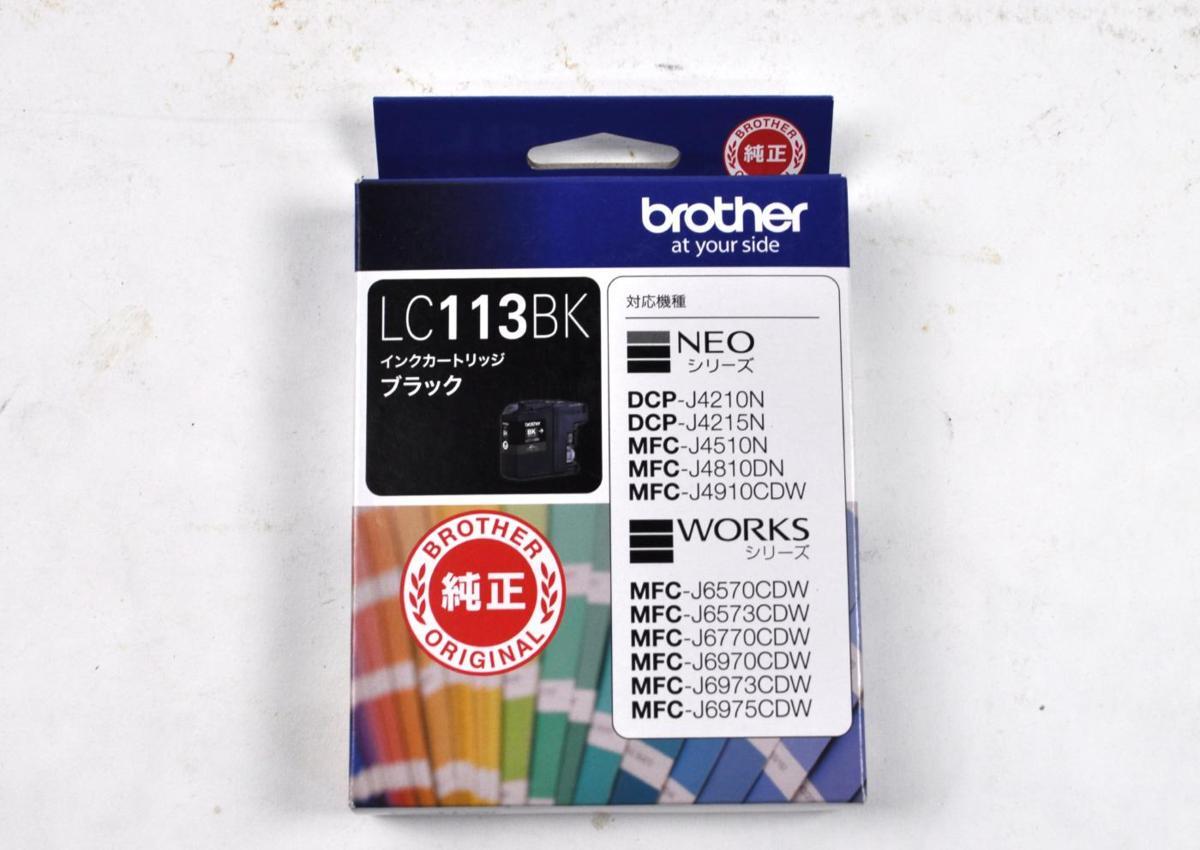 BROTHER
純正
brother
at your side
LC113BK
インクカートリッジ
ブラック
brother
BK
対応機種
NEO
シリーズ
DCP-J4210N
DCP-J4215N
MFC-J4510N
MFC-J4810DN
MFC-J4910CDW
WORKS
シリーズ
MFC-J6570CDW
MFC-J6573CDW
MFC-J6770CDW
MFC-J6970CDW
MFC-J6973CDW
MFC-J6975CDW
BROTHER
純正
ORIGINAL